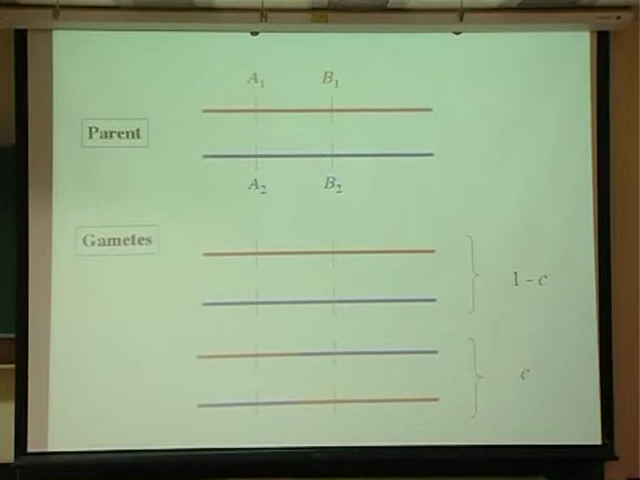 A₁ B₁
Parent
A₂ B₂
Gametes
1 - c
c